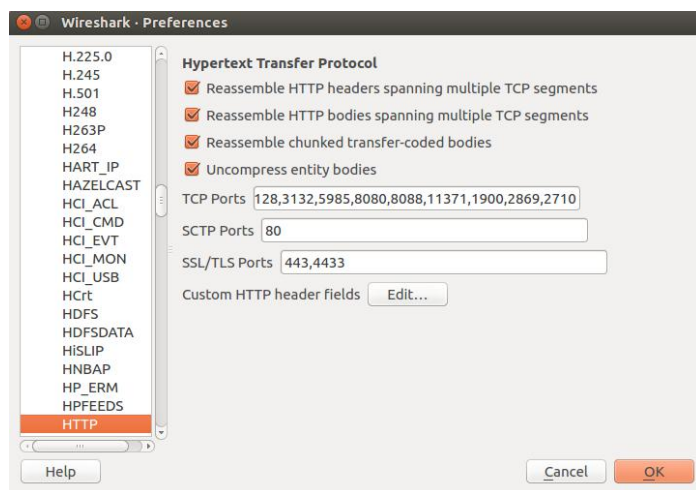 Wireshark · Preferences
H.225.0
H.245
H.501
H248
H263P
H264
HART_IP
HAZELCAST
HCI_ACL
HCI_CMD
HCI_EVT
HCI_MON
HCI_USB
HCrt
HDFS
HDFSDATA
HiSLIP
HNBAP
HP_ERM
HPFEEDS
HTTP
Hypertext Transfer Protocol
Reassemble HTTP headers spanning multiple TCP segments
Reassemble HTTP bodies spanning multiple TCP segments
Reassemble chunked transfer-coded bodies
Uncompress entity bodies
TCP Ports 128,3132,5985,8080,8088,11371,1900,2869,2710
SCTP Ports 80
SSL/TLS Ports 443,4433
Custom HTTP header fields Edit...
Help Cancel OK